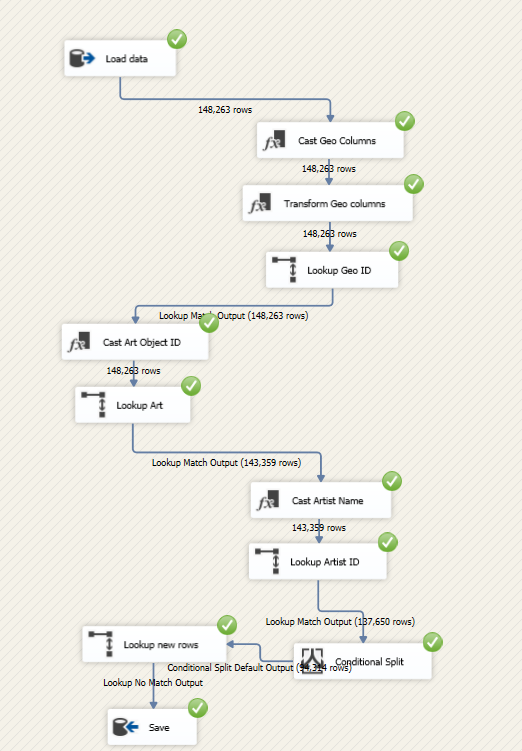 Load data
148,263 rows
Cast Geo Columns
148,263 rows
Transform Geo columns
148,263 rows
Lookup Geo ID
Lookup Match Output (148,263 rows)
Cast Art Object ID
148,263 rows
Lookup Art
Lookup Match Output (143,359 rows)
Cast Artist Name
143,359 rows
Lookup Artist ID
Lookup Match Output (137,650 rows)
Lookup new rows
Conditional Split
Conditional Split Default Output (94,314 rows)
Lookup No Match Output
Save